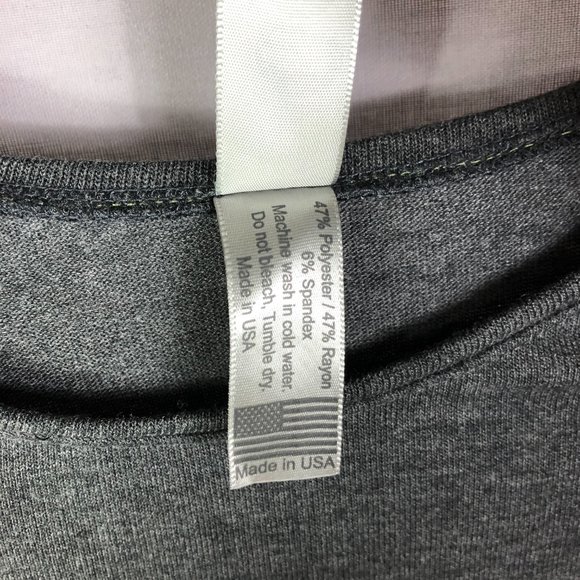 47% Polyester / 47% Rayon
6% Spandex
Machine wash in cold water.
Do not bleach, Tumble dry.
Made in USA
Made in USA